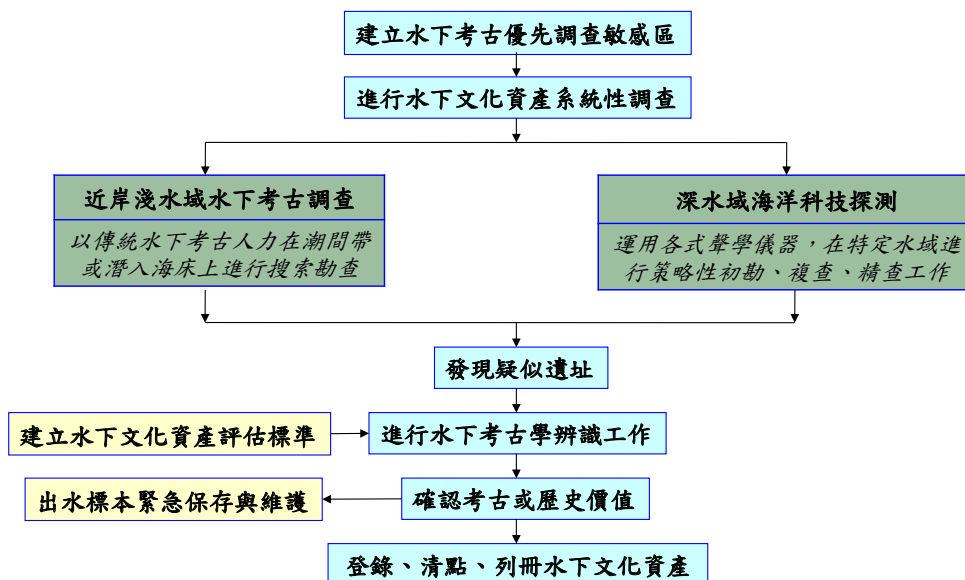 建立水下考古優先調查敏感區
進行水下文化資產系統性調查
近岸淺水域水下考古調查
以傳統水下考古人力在潮間帶
或潛入海床上進行搜索勘查
深水域海洋科技探測
運用各式聲學儀器，在特定水域進
行策略性初勘、複查、精查工作
發現疑似遺址
建立水下文化資產評估標準
進行水下考古學辨識工作
出水標本緊急保存與維護
確認考古或歷史價值
登錄、清點、列冊水下文化資產